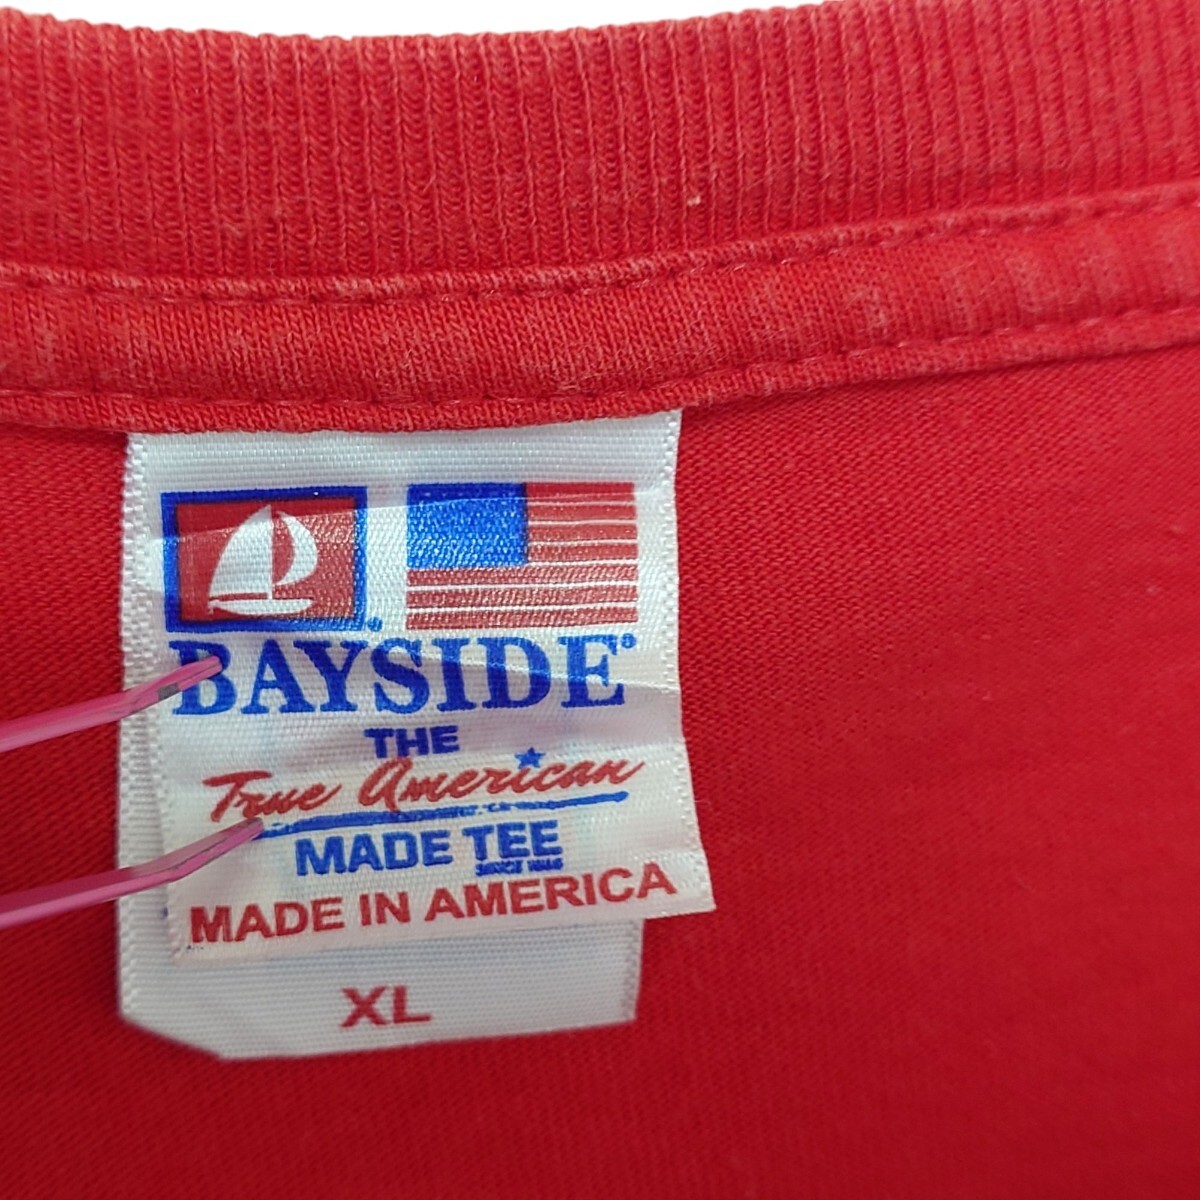 BAYSIDE®
THE
True American
MADE TEE
MADE IN AMERICA
XL